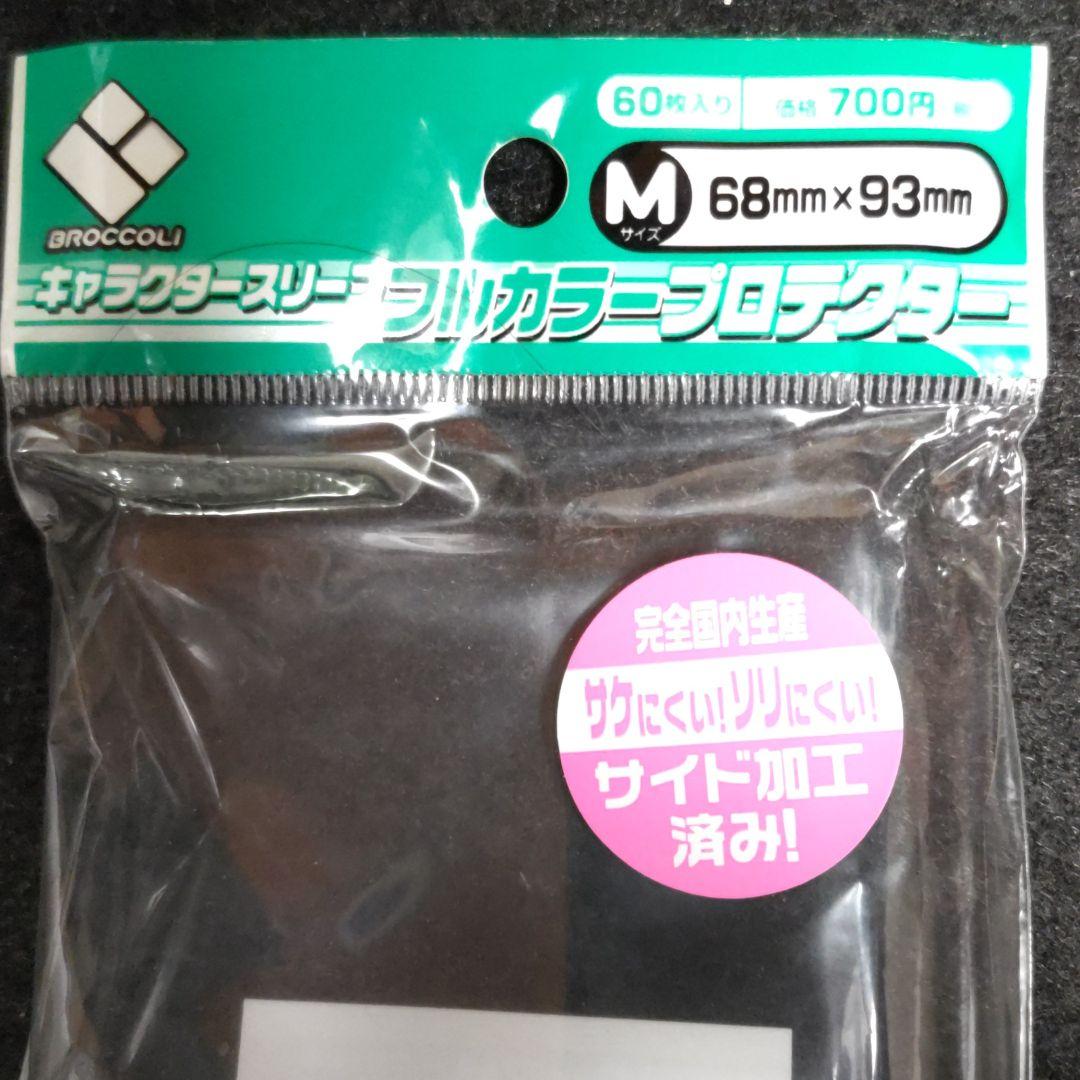 60枚入り 価格 700円
M サイズ 68mm×93mm
BROCCOLI
キャラクタースリーブ フルカラープロテクター
完全国内生産
サケにくい!ソリにくい!
サイド加工
済み!